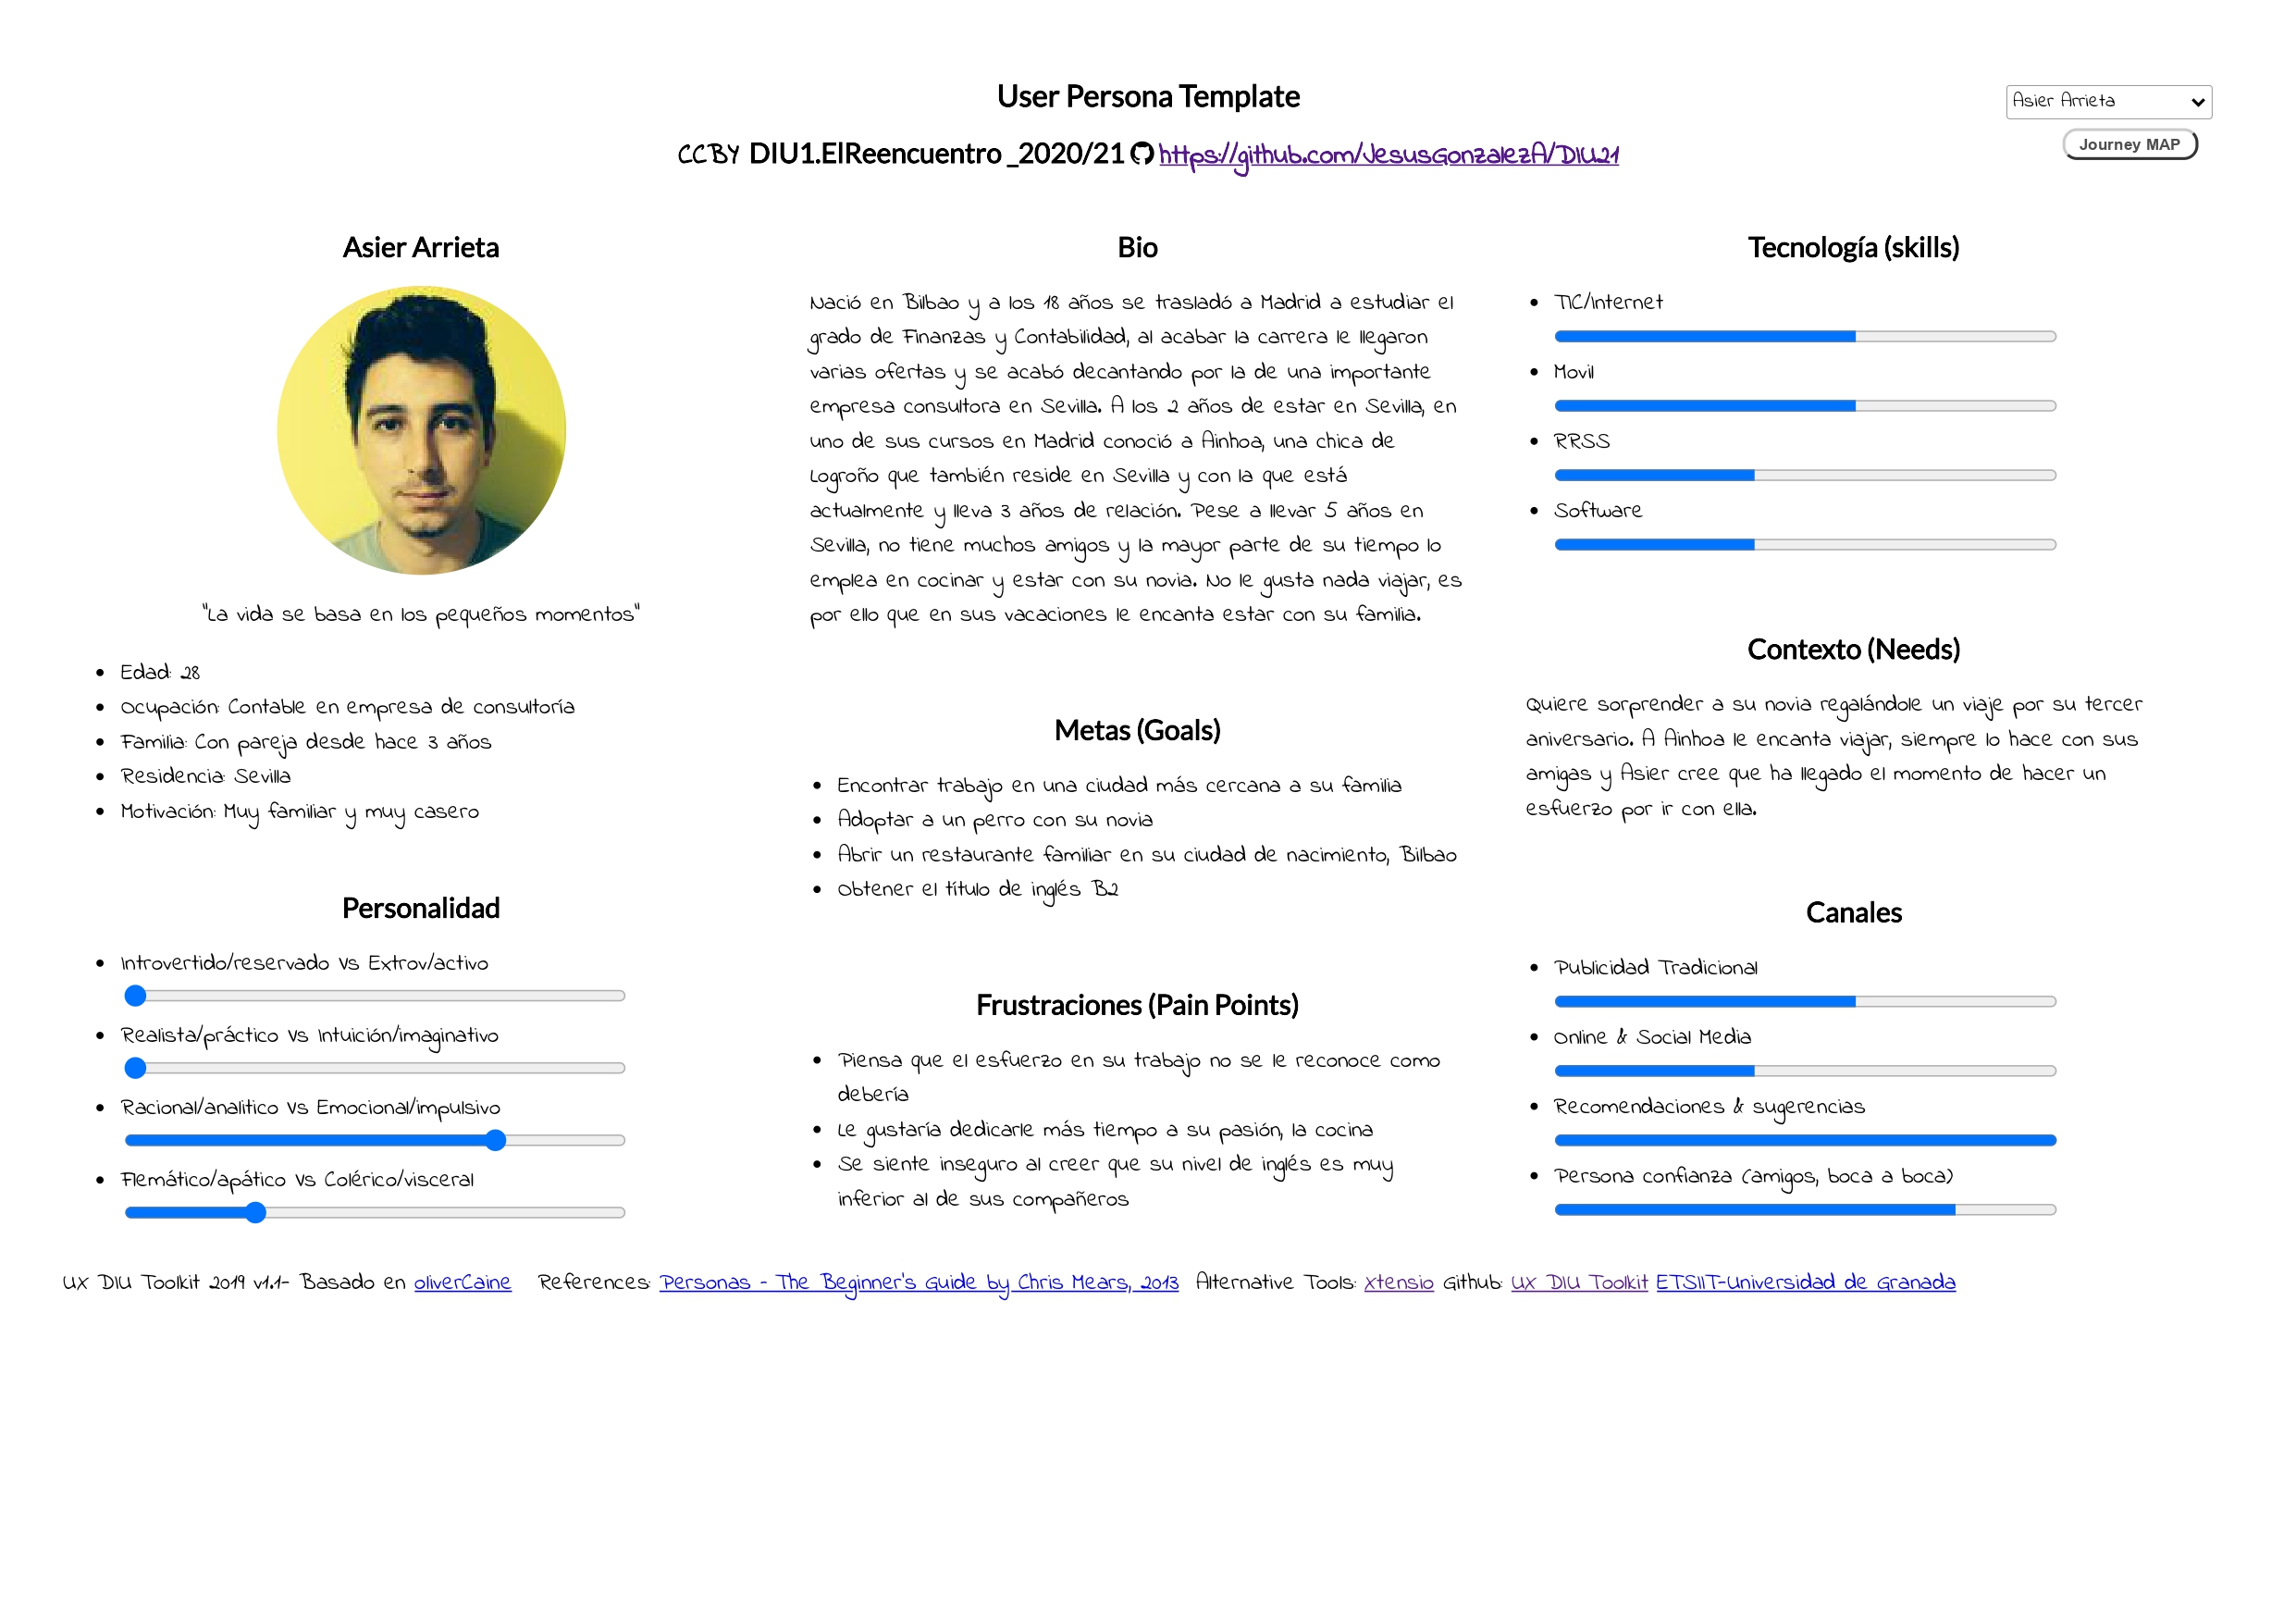 User Persona Template
Asier Arrieta
Journey MAP
CCBY DIU1.ElReencuentro _2020/21 https://github.com/JesusGonzalezA/DIU21
Asier Arrieta
"La vida se basa en los pequeños momentos"
Edad: 28
Ocupación: Contable en empresa de consultoría
Familia: Con pareja desde hace 3 años
Residencia: Sevilla
Motivación: Muy familiar y muy casero
Personalidad
Introvertido/reservado Vs Extrov/activo
Realista/práctico Vs Intuición/imaginativo
Racional/analitico Vs Emocional/impulsivo
Flemático/apático Vs Colérico/visceral
Bio
Nació en Bilbao y a los 18 años se trasladó a Madrid a estudiar el
grado de Finanzas y Contabilidad, al acabar la carrera le llegaron
varias ofertas y se acabó decantando por la de una importante
empresa consultora en Sevilla. A los 2 años de estar en Sevilla, en
uno de sus cursos en Madrid conoció a Ainhoa, una chica de
Logroño que también reside en Sevilla y con la que está
actualmente y lleva 3 años de relación. Pese a llevar 5 años en
Sevilla, no tiene muchos amigos y la mayor parte de su tiempo lo
emplea en cocinar y estar con su novia. No le gusta nada viajar, es
por ello que en sus vacaciones le encanta estar con su familia.
Metas (Goals)
Encontrar trabajo en una ciudad más cercana a su familia
Adoptar a un perro con su novia
Abrir un restaurante familiar en su ciudad de nacimiento, Bilbao
Obtener el título de inglés B2
Frustraciones (Pain Points)
Piensa que el esfuerzo en su trabajo no se le reconoce como
debería
Le gustaría dedicarle más tiempo a su pasión, la cocina
Se siente inseguro al creer que su nivel de inglés es muy
inferior al de sus compañeros
Tecnología (skills)
TIC/Internet
Movil
RRSS
Software
Contexto (Needs)
Quiere sorprender a su novia regalándole un viaje por su tercer
aniversario. A Ainhoa le encanta viajar, siempre lo hace con sus
amigas y Asier cree que ha llegado el momento de hacer un
esfuerzo por ir con ella.
Canales
Publicidad Tradicional
Online & Social Media
Recomendaciones & sugerencias
Persona confianza (amigos, boca a boca)
UX DIU Toolkit 2019 v1.1- Basado en oliverCaine References: Personas - The Beginner's Guide by Chris Mears, 2013 Alternative Tools: Xtensio Github: UX DIU Toolkit ETSIIT-Universidad de Granada